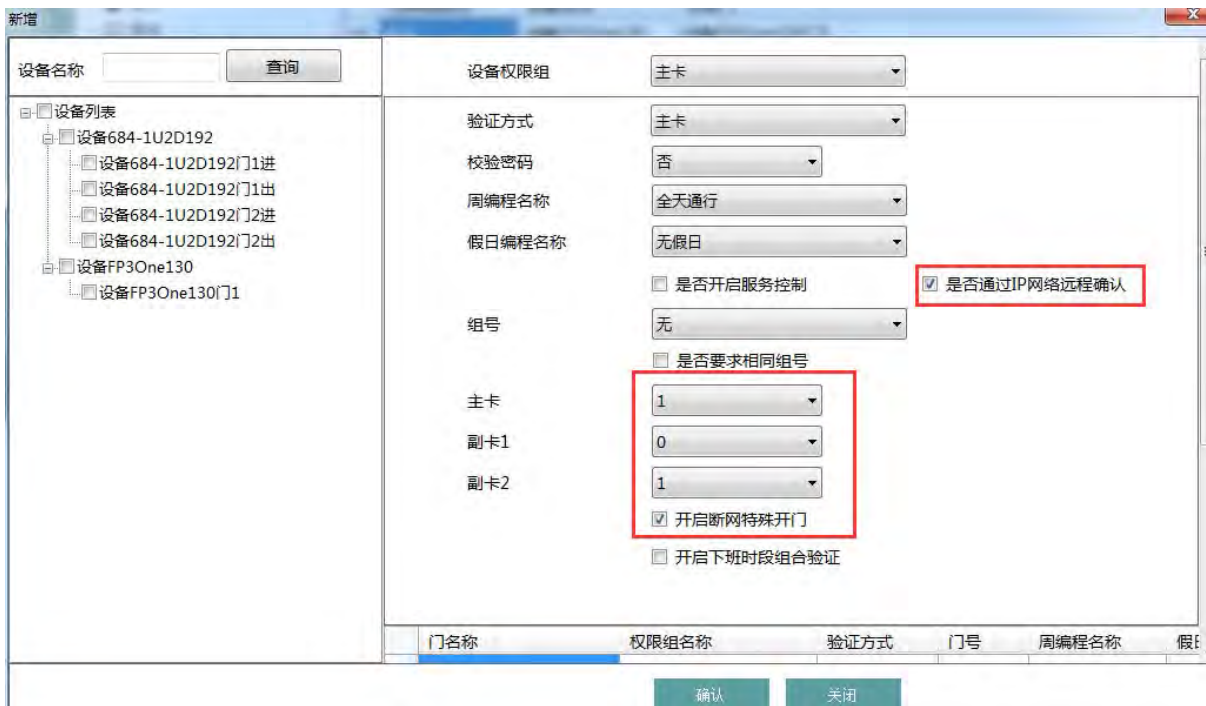 新增
设备名称 查询
设备列表
设备684-1U2D192
设备684-1U2D192门1进
设备684-1U2D192门1出
设备684-1U2D192门2进
设备684-1U2D192门2出
设备FP3One130
设备FP3One130门1
设备权限组 主卡
验证方式 主卡
校验密码 否
周编程名称 全天通行
假日编程名称 无假日
是否开启服务控制 是否通过IP网络远程确认
组号 无
是否要求相同组号
主卡 1
副卡1 0
副卡2 1
开启断网特殊开门
开启下班时段组合验证
门名称 权限组名称 验证方式 门号 周编程名称 假
确认 关闭